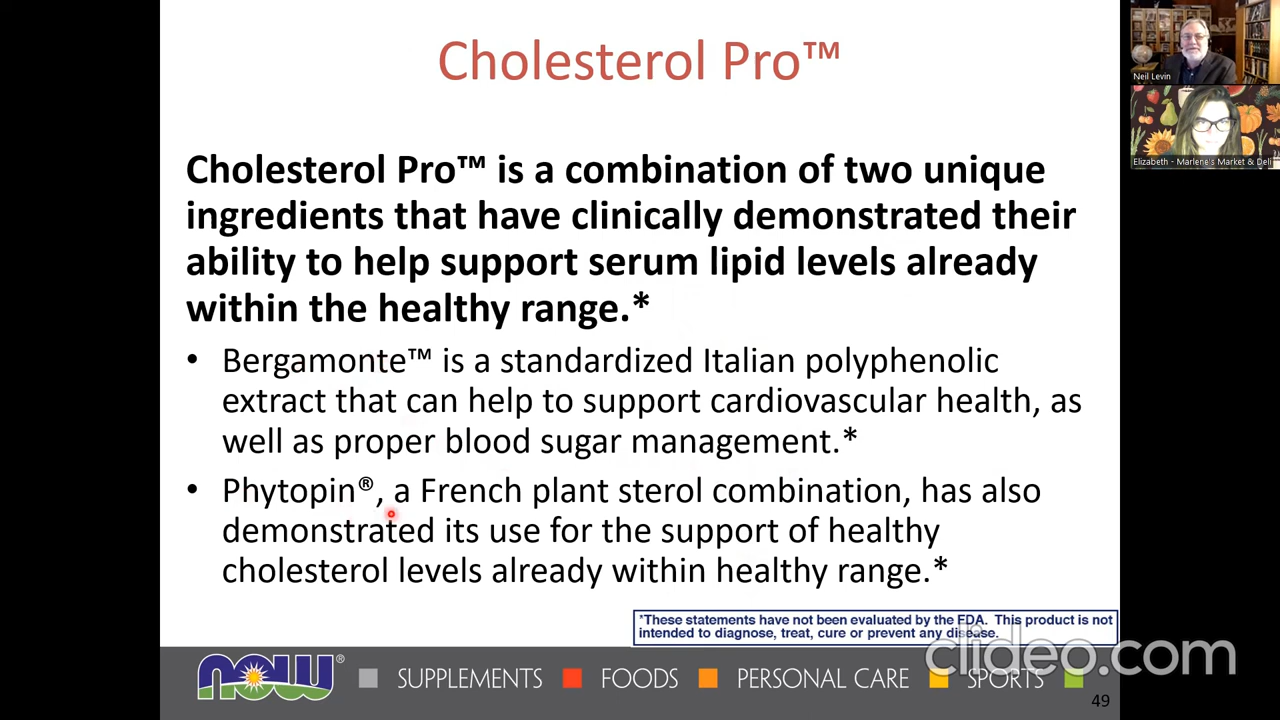 Cholesterol Pro™
Neil Levin
Elizabeth - Marlene's Market & Deli
Cholesterol Pro™ is a combination of two unique
ingredients that have clinically demonstrated their
ability to help support serum lipid levels already
within the healthy range.*
• Bergamonte™ is a standardized Italian polyphenolic
extract that can help to support cardiovascular health, as
well as proper blood sugar management.*
• Phytopin®, a French plant sterol combination, has also
demonstrated its use for the support of healthy
cholesterol levels already within healthy range.*
*These statements have not been evaluated by the FDA. This product is not
intended to diagnose, treat, cure or prevent any disease.
clideo.com
NOW® SUPPLEMENTS FOODS PERSONAL CARE SPORTS
49